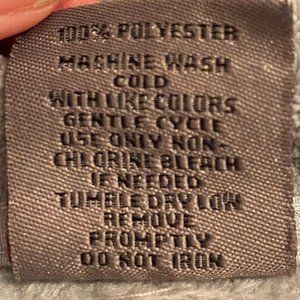 100% POLYESTER
MACHINE WASH
COLD
WITH LIKE COLORS
GENTLE CYCLE
USE ONLY NON-
CHLORINE BLEACH
IF NEEDED
TUMBLE DRY LOW
REMOVE
PROMPTLY
DO NOT IRON